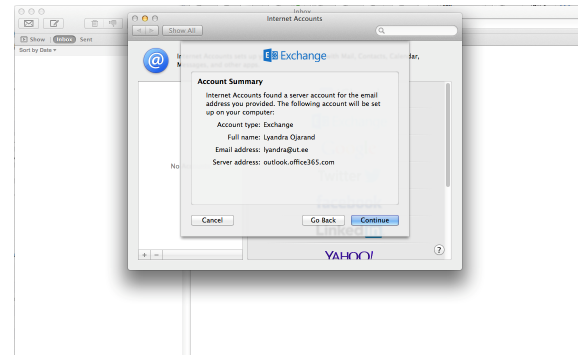 Inbox
Internet Accounts
Show All
Show Inbox Sent
Sort by Date
Exchange
Account Summary
Internet Accounts found a server account for the email
address you provided. The following account will be set
up on your computer:
Account type: Exchange
Full name: Lyandra Ojarand
Email address: lyandra@ut.ee
Server address: outlook.office365.com
No
Cancel
Go Back
Continue
LinkedIn
YAHOO!
+ −
?